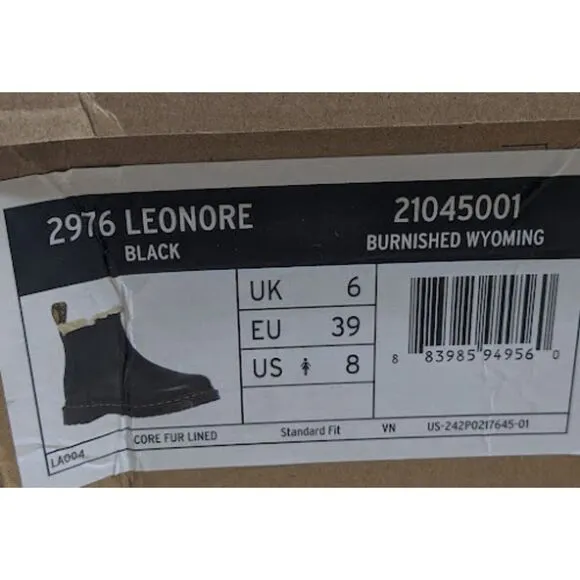 2976 LEONORE
BLACK
21045001
BURNISHED WYOMING
UK 6
EU 39
US 8
8 83985 94956 0
LA004
CORE FUR LINED
Standard Fit
VN
US-242P0217645-01